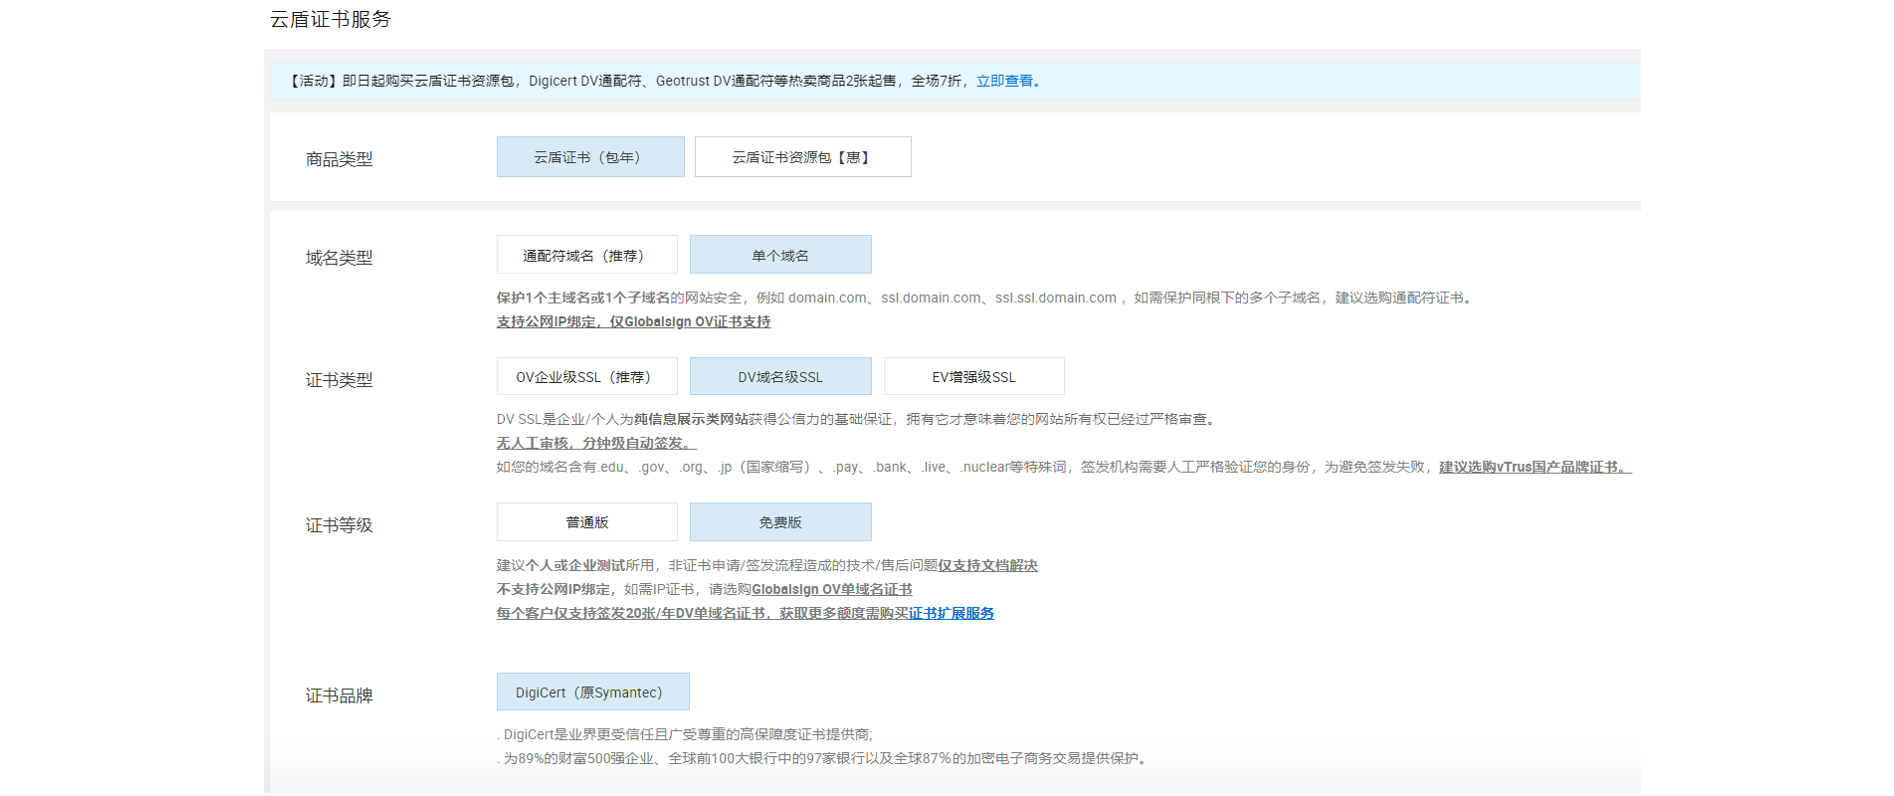 云盾证书服务
【活动】即日起购买云盾证书资源包，Digicert DV通配符、Geotrust DV通配符等热卖商品2张起售，全场7折，立即查看。
商品类型
云盾证书（包年）
云盾证书资源包【惠】
域名类型
通配符域名（推荐）
单个域名
保护1个主域名或1个子域名的网站安全，例如 domain.com、ssl.domain.com、ssl.ssl.domain.com ，如需保护同根下的多个子域名，建议选购通配符证书。
支持公网IP绑定，仅Globalsign OV证书支持
证书类型
OV企业级SSL（推荐）
DV域名级SSL
EV增强级SSL
DV SSL是企业/个人为纯信息展示类网站获得公信力的基础保证，拥有它才意味着您的网站所有权已经过严格审查。
无人工审核，分钟级自动签发。
如您的域名含有.edu、.gov、.org、.jp（国家缩写）、.pay、.bank、.live、.nuclear等特殊词，签发机构需要人工严格验证您的身份，为避免签发失败，建议选购vTrus国产品牌证书。
证书等级
普通版
免费版
建议个人或企业测试所用，非证书申请/签发流程造成的技术/售后问题仅支持文档解决
不支持公网IP绑定，如需IP证书，请选购Globalsign OV单域名证书
每个客户仅支持签发20张/年DV单域名证书，获取更多额度需购买证书扩展服务
证书品牌
DigiCert（原Symantec）
. DigiCert是业界更受信任且广受尊重的高保障度证书提供商;
. 为89%的财富500强企业、全球前100大银行中的97家银行以及全球87%的加密电子商务交易提供保护。